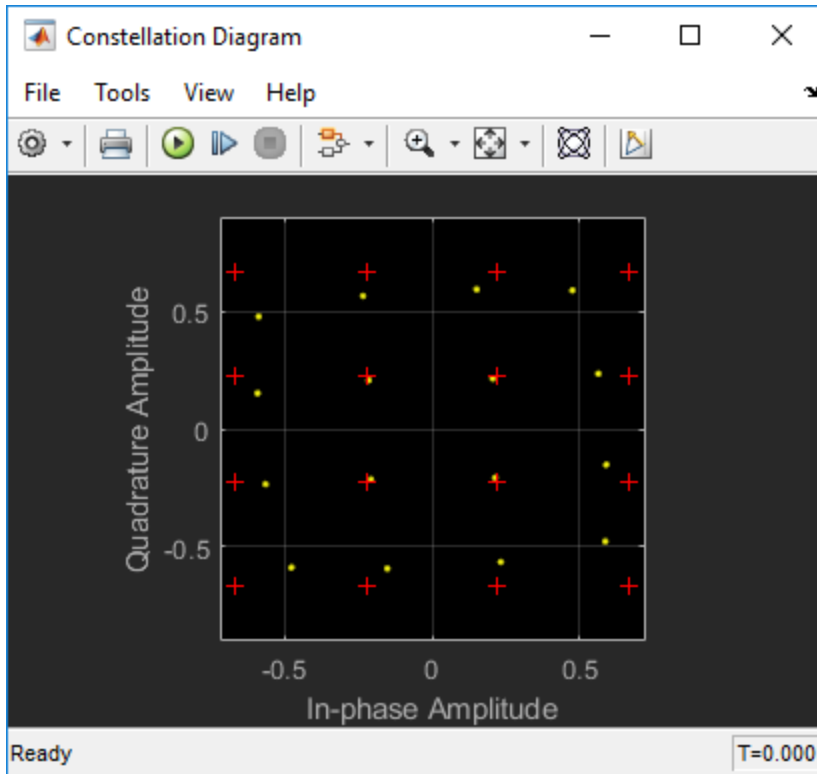 Constellation Diagram
File Tools View Help
Quadrature Amplitude
0.5
0
-0.5
-0.5 0 0.5
In-phase Amplitude
Ready T=0.000